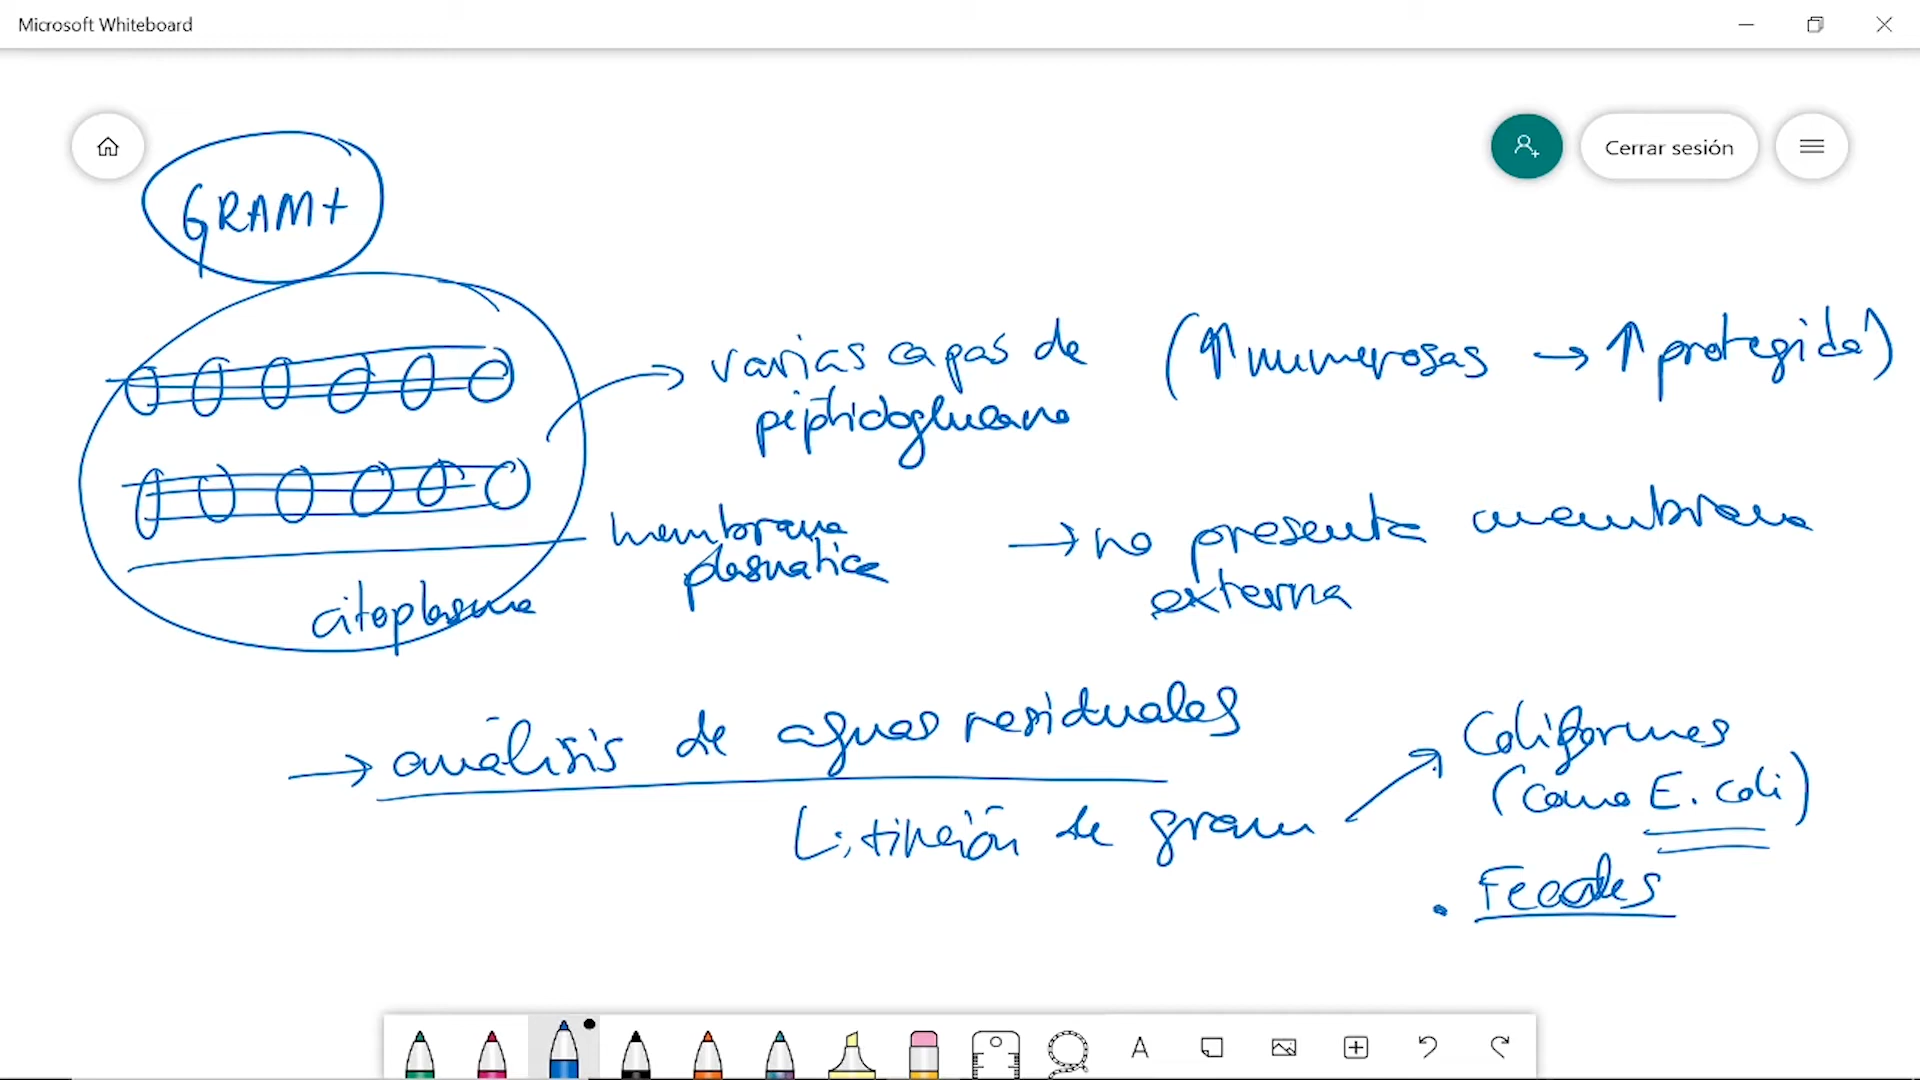 Microsoft Whiteboard
Cerrar sesión
GRAM+
varias capas de
peptidoglucano
(↑numerosas → ↑protegida)
membrana
plasmática
→ no presenta membrana
externa
citoplasma
→ análisis de aguas residuales
tinción de gram
Coliformes
(como E. coli)
Fecales
A